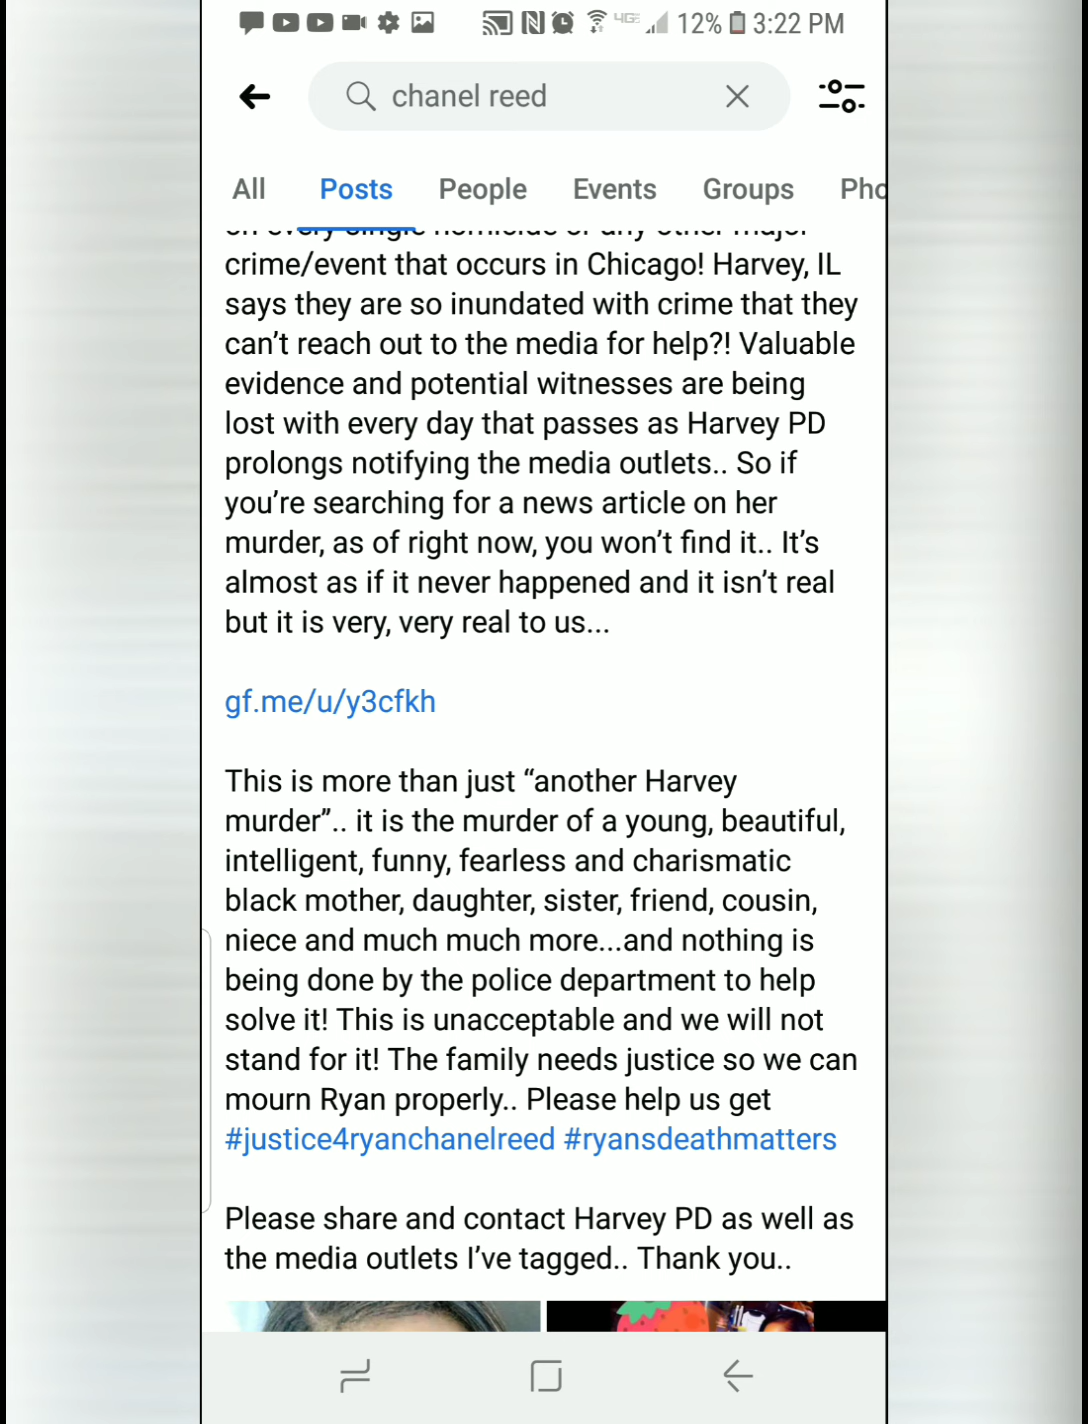 12% 3:22 PM
chanel reed
All Posts People Events Groups Pho
on every single homicide or any other major
crime/event that occurs in Chicago! Harvey, IL
says they are so inundated with crime that they
can't reach out to the media for help?! Valuable
evidence and potential witnesses are being
lost with every day that passes as Harvey PD
prolongs notifying the media outlets.. So if
you're searching for a news article on her
murder, as of right now, you won't find it.. It's
almost as if it never happened and it isn't real
but it is very, very real to us...
gf.me/u/y3cfkh
This is more than just “another Harvey
murder”.. it is the murder of a young, beautiful,
intelligent, funny, fearless and charismatic
black mother, daughter, sister, friend, cousin,
niece and much much more...and nothing is
being done by the police department to help
solve it! This is unacceptable and we will not
stand for it! The family needs justice so we can
mourn Ryan properly.. Please help us get
#justice4ryanchanelreed #ryansdeathmatters
Please share and contact Harvey PD as well as
the media outlets I've tagged.. Thank you..